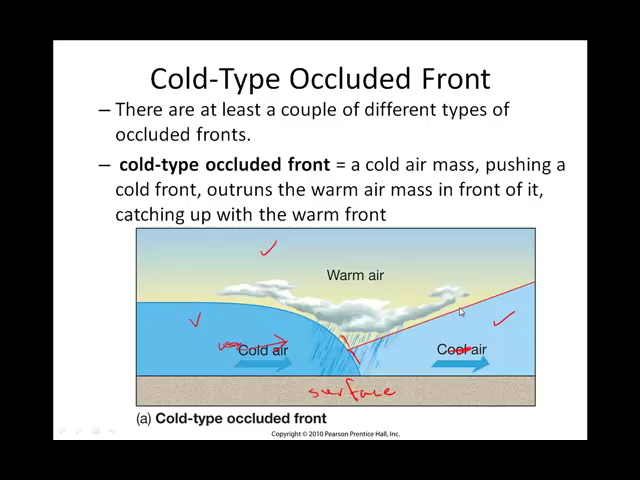 Cold-Type Occluded Front
– There are at least a couple of different types of
occluded fronts.
– cold-type occluded front = a cold air mass, pushing a
cold front, outruns the warm air mass in front of it,
catching up with the warm front
Warm air
Cold air
Cool air
surface
(a) Cold-type occluded front
Copyright © 2010 Pearson Prentice Hall, Inc.